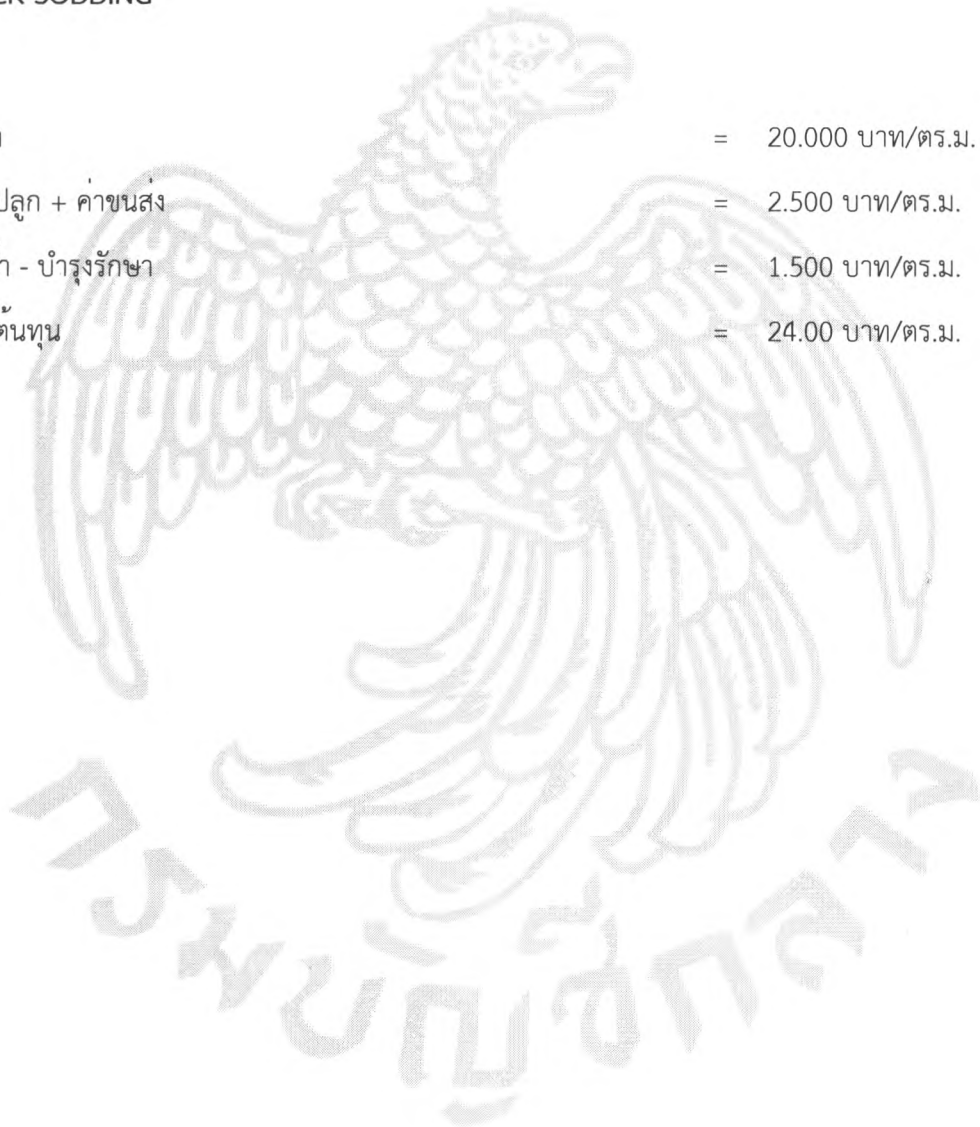 SODDING
= 20.000 บาท/ตร.ม.
ปลูก + ค่าขนส่ง = 2.500 บาท/ตร.ม.
- บำรุงรักษา = 1.500 บาท/ตร.ม.
ต้นทุน = 24.00 บาท/ตร.ม.
กรมบัญชีกลาง